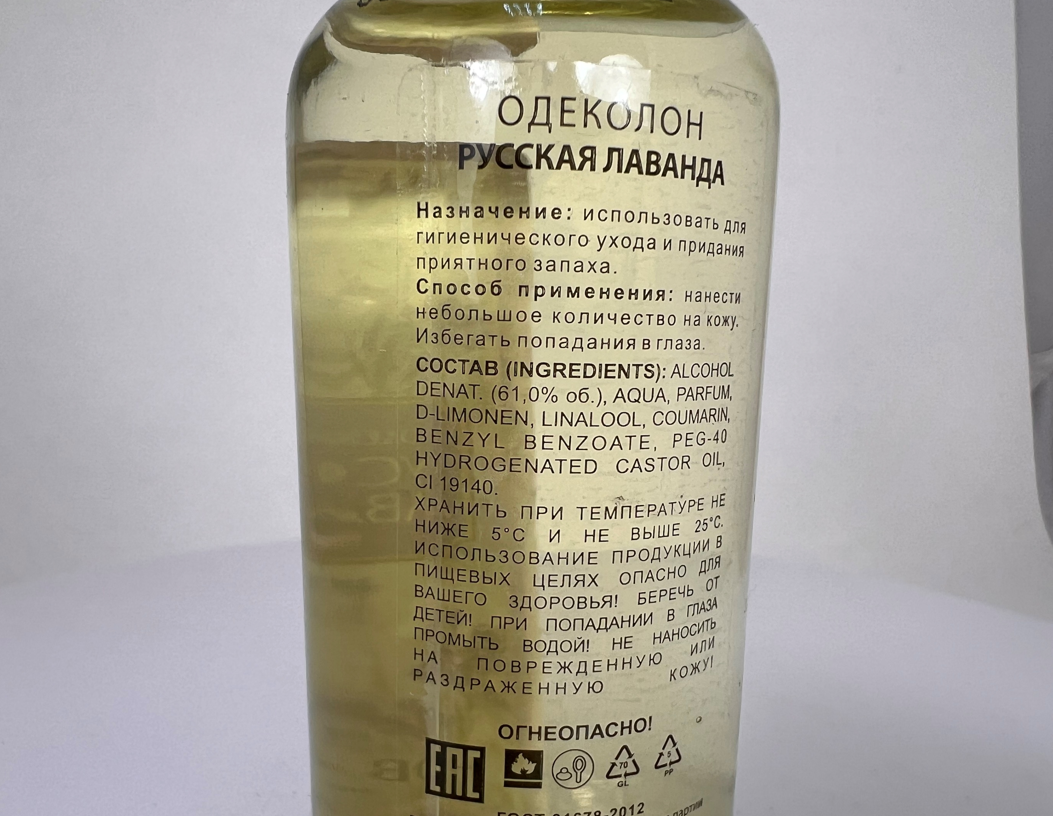 ОДЕКОЛОН
РУССКАЯ ЛАВАНДА
Назначение: использовать для
гигиенического ухода и придания
приятного запаха.
Способ применения: нанести
небольшое количество на кожу.
Избегать попадания в глаза.
СОСТАВ (INGREDIENTS): ALCOHOL
DENAT. (61,0% об.), AQUA, PARFUM,
D-LIMONEN, LINALOOL, COUMARIN,
BENZYL BENZOATE, PEG-40
HYDROGENATED CASTOR OIL,
CI 19140.
ХРАНИТЬ ПРИ ТЕМПЕРАТУРЕ НЕ
НИЖЕ 5°С И НЕ ВЫШЕ 25°С.
ИСПОЛЬЗОВАНИЕ ПРОДУКЦИИ В
ПИЩЕВЫХ ЦЕЛЯХ ОПАСНО ДЛЯ
ВАШЕГО ЗДОРОВЬЯ! БЕРЕЧЬ ОТ
ДЕТЕЙ! ПРИ ПОПАДАНИИ В ГЛАЗА
ПРОМЫТЬ ВОДОЙ! НЕ НАНОСИТЬ
НА ПОВРЕЖДЕННУЮ ИЛИ
РАЗДРАЖЕННУЮ КОЖУ!
ОГНЕОПАСНО!
EAC 70 5
GL PP
партии